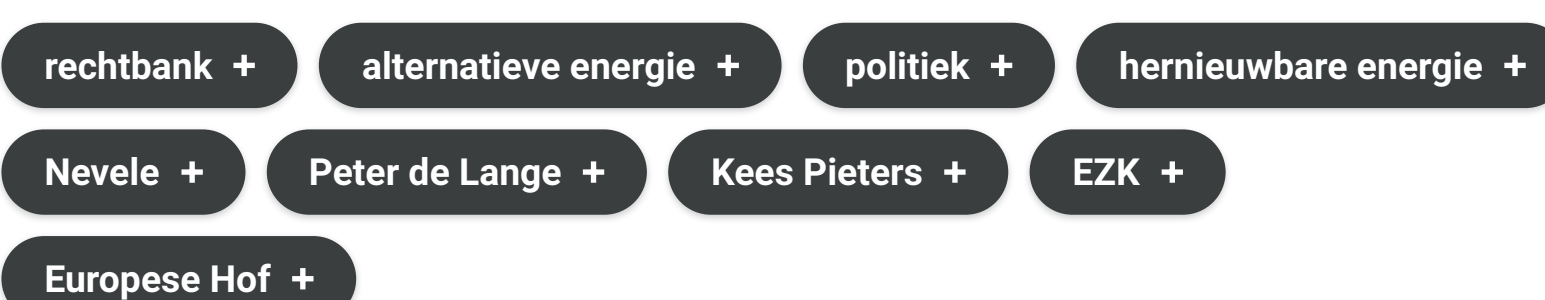 rechtbank + alternatieve energie + politiek + hernieuwbare energie +
Nevele + Peter de Lange + Kees Pieters + EZK +
Europese Hof +